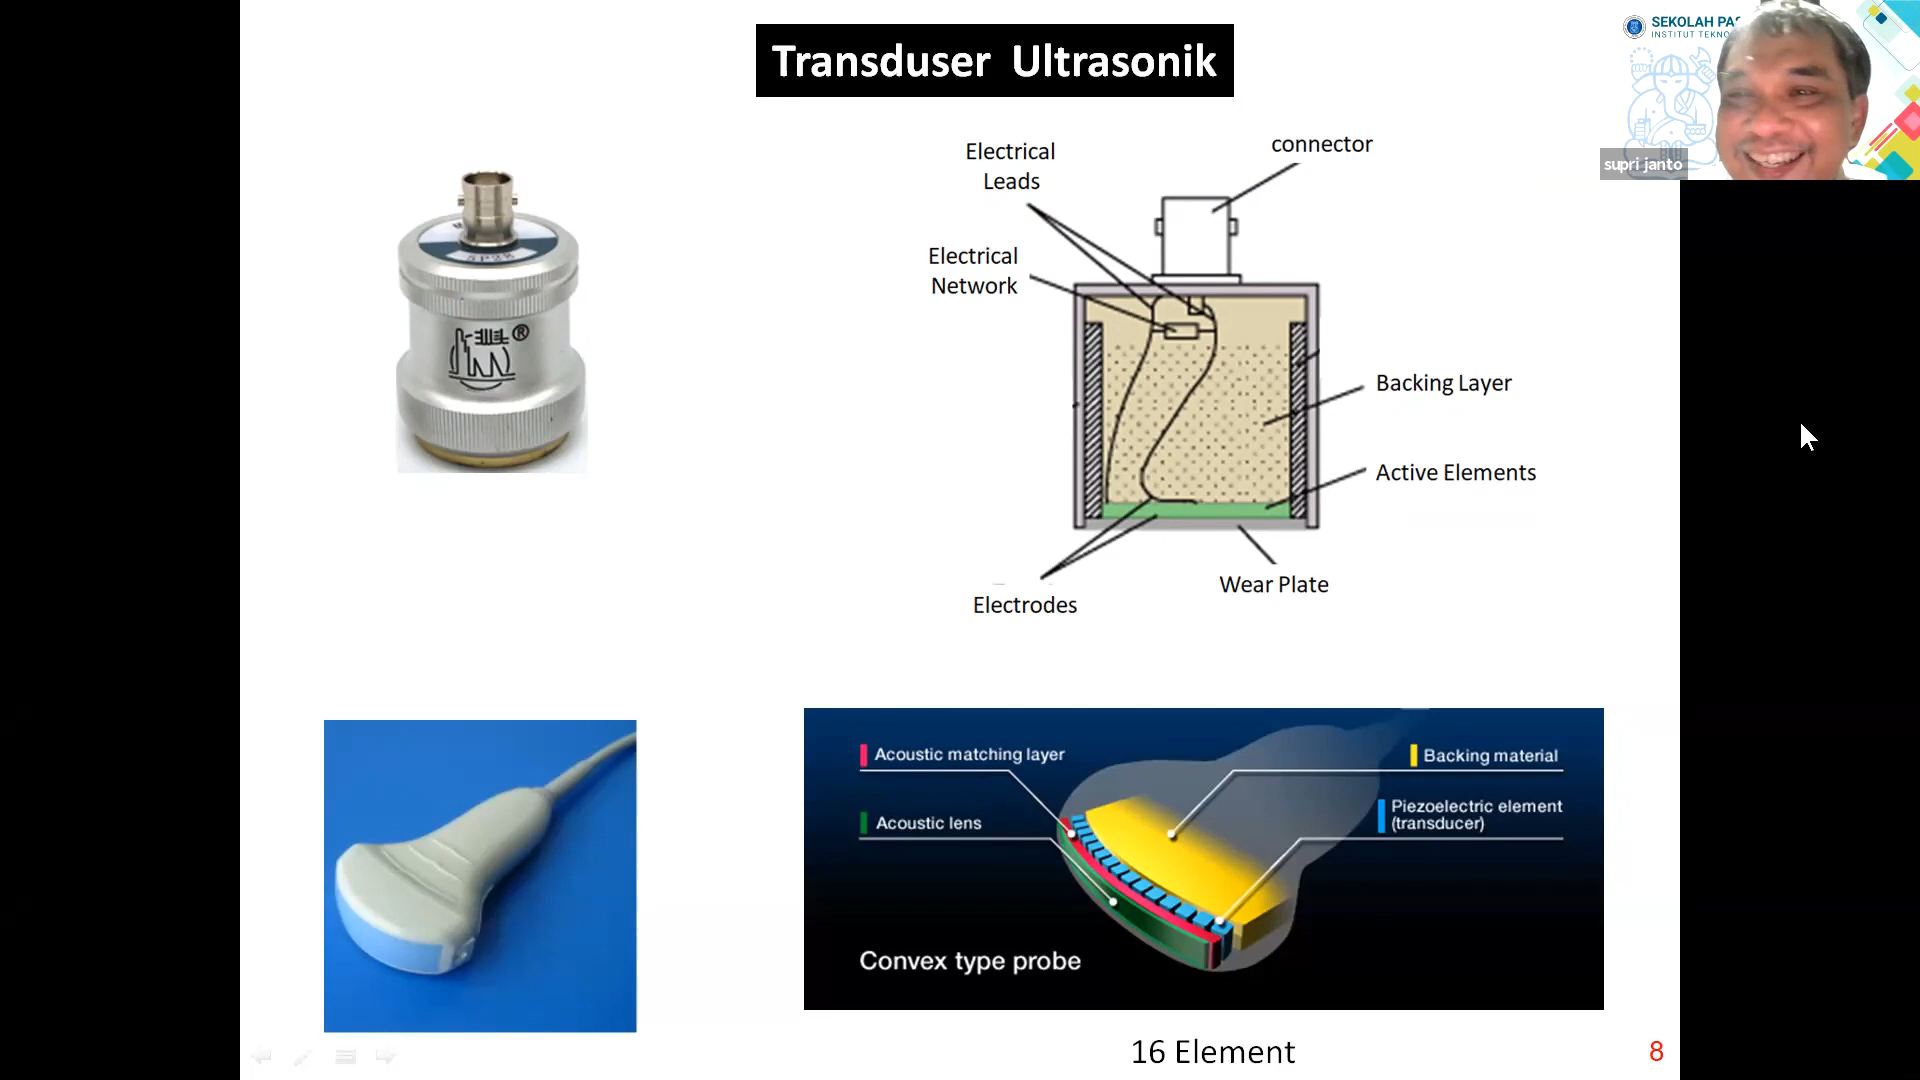 Transduser Ultrasonik
SEKOLAH PAS
INSTITUT TEKNO
supri janto
Electrical
Leads
connector
Electrical
Network
Backing Layer
Active Elements
Wear Plate
Electrodes
®
Acoustic matching layer
Backing material
Piezoelectric element
(transducer)
Acoustic lens
Convex type probe
16 Element
8